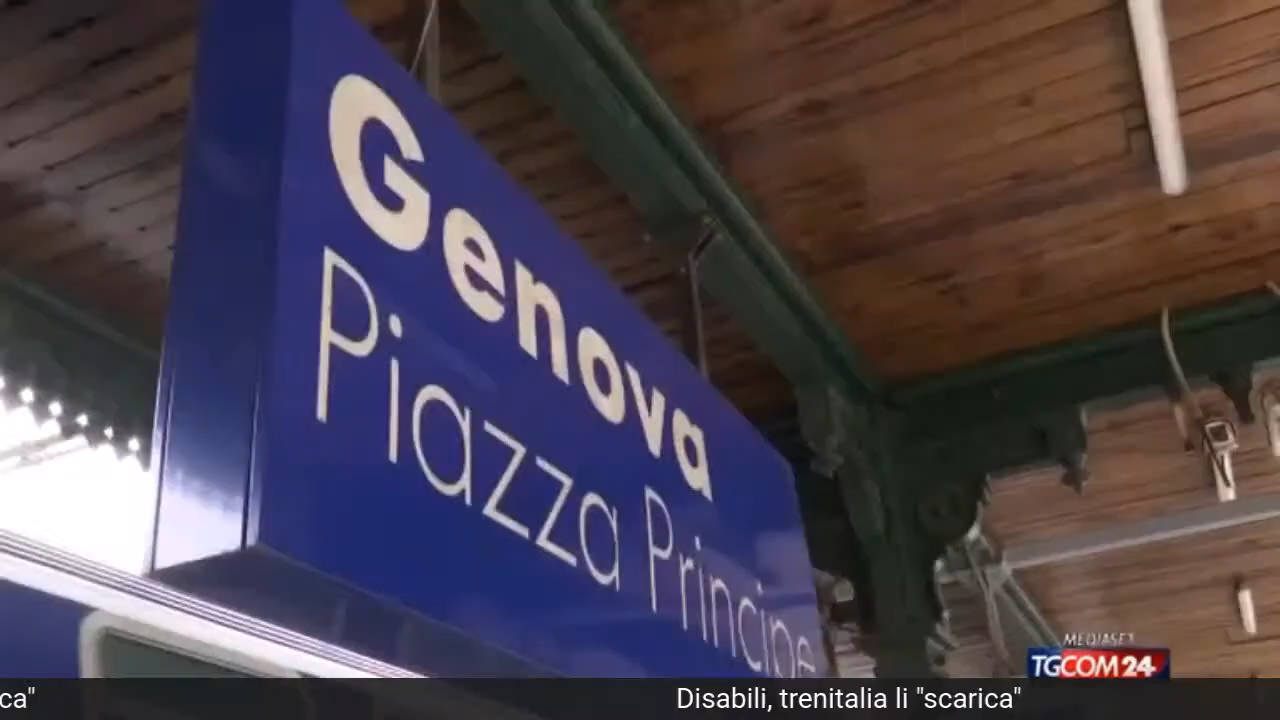 Genova
Piazza Principe
MEDIASET
TGCOM24
ca"
Disabili, trenitalia li "scarica"